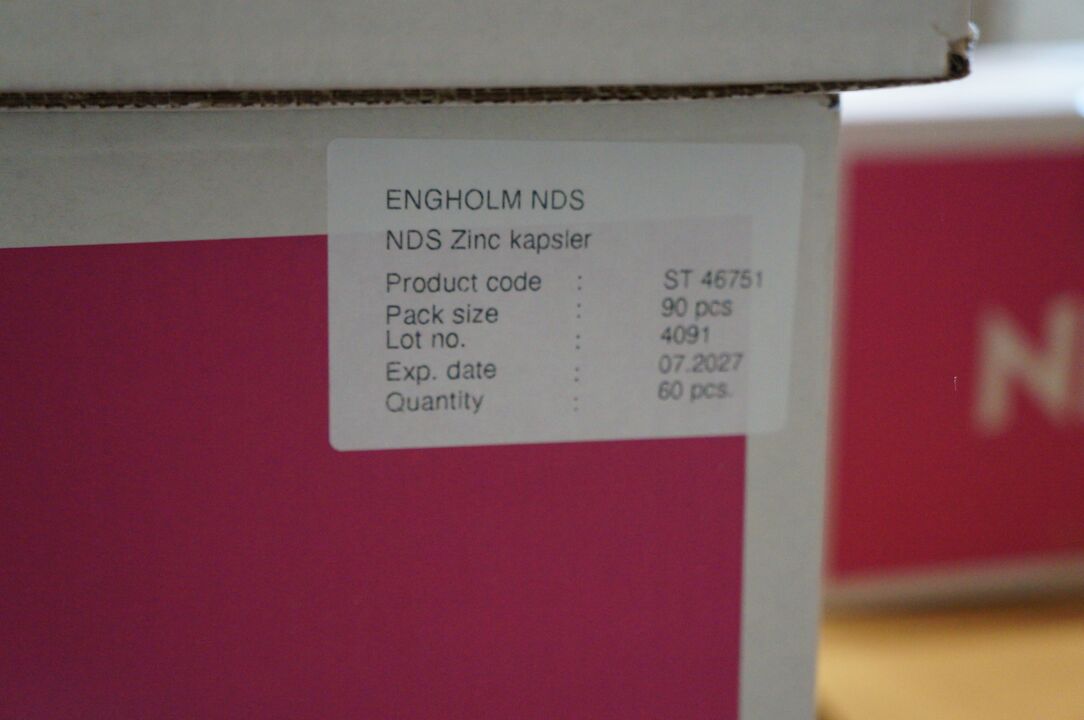 ENGHOLM NDS
NDS Zinc kapsler
Product code : ST 46751
Pack size : 90 pcs
Lot no. : 4091
Exp. date : 07.2027
Quantity : 60 pcs.